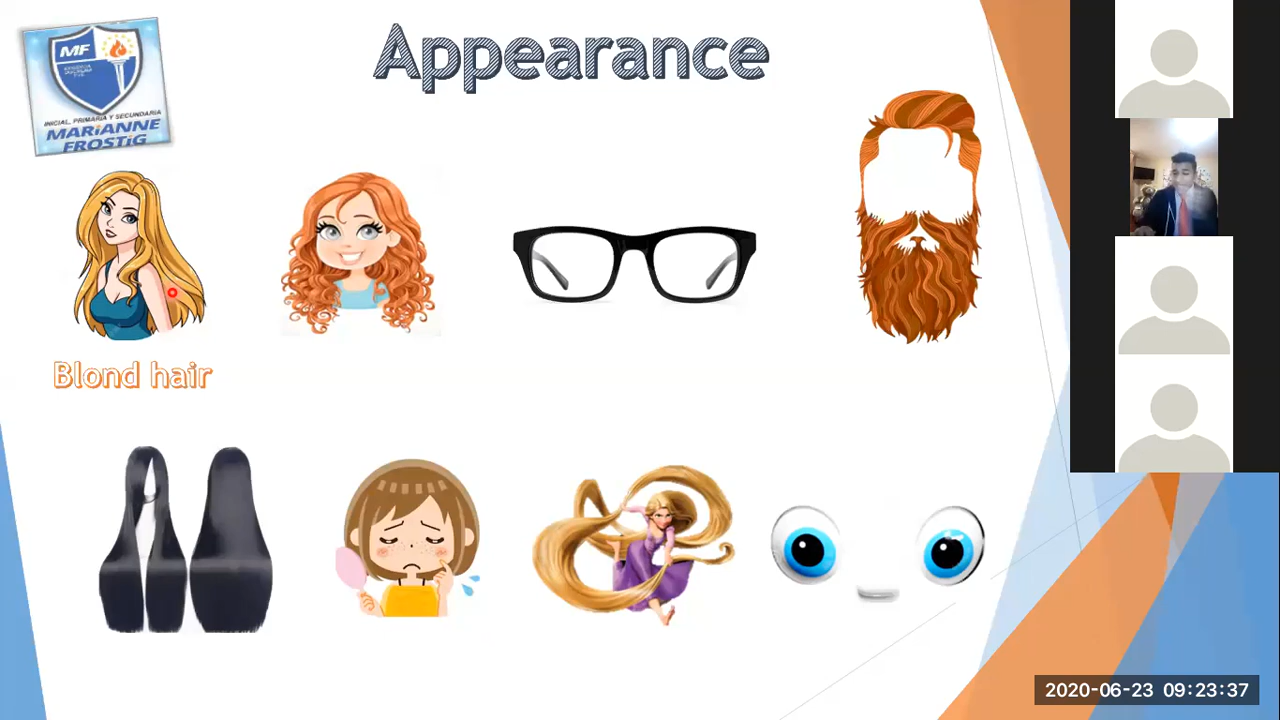 Appearance
MF
INICIAL, PRIMARIA Y SECUNDARIA
MARIANNE
FROSTIG
Blond hair
2020-06-23 09:23:37